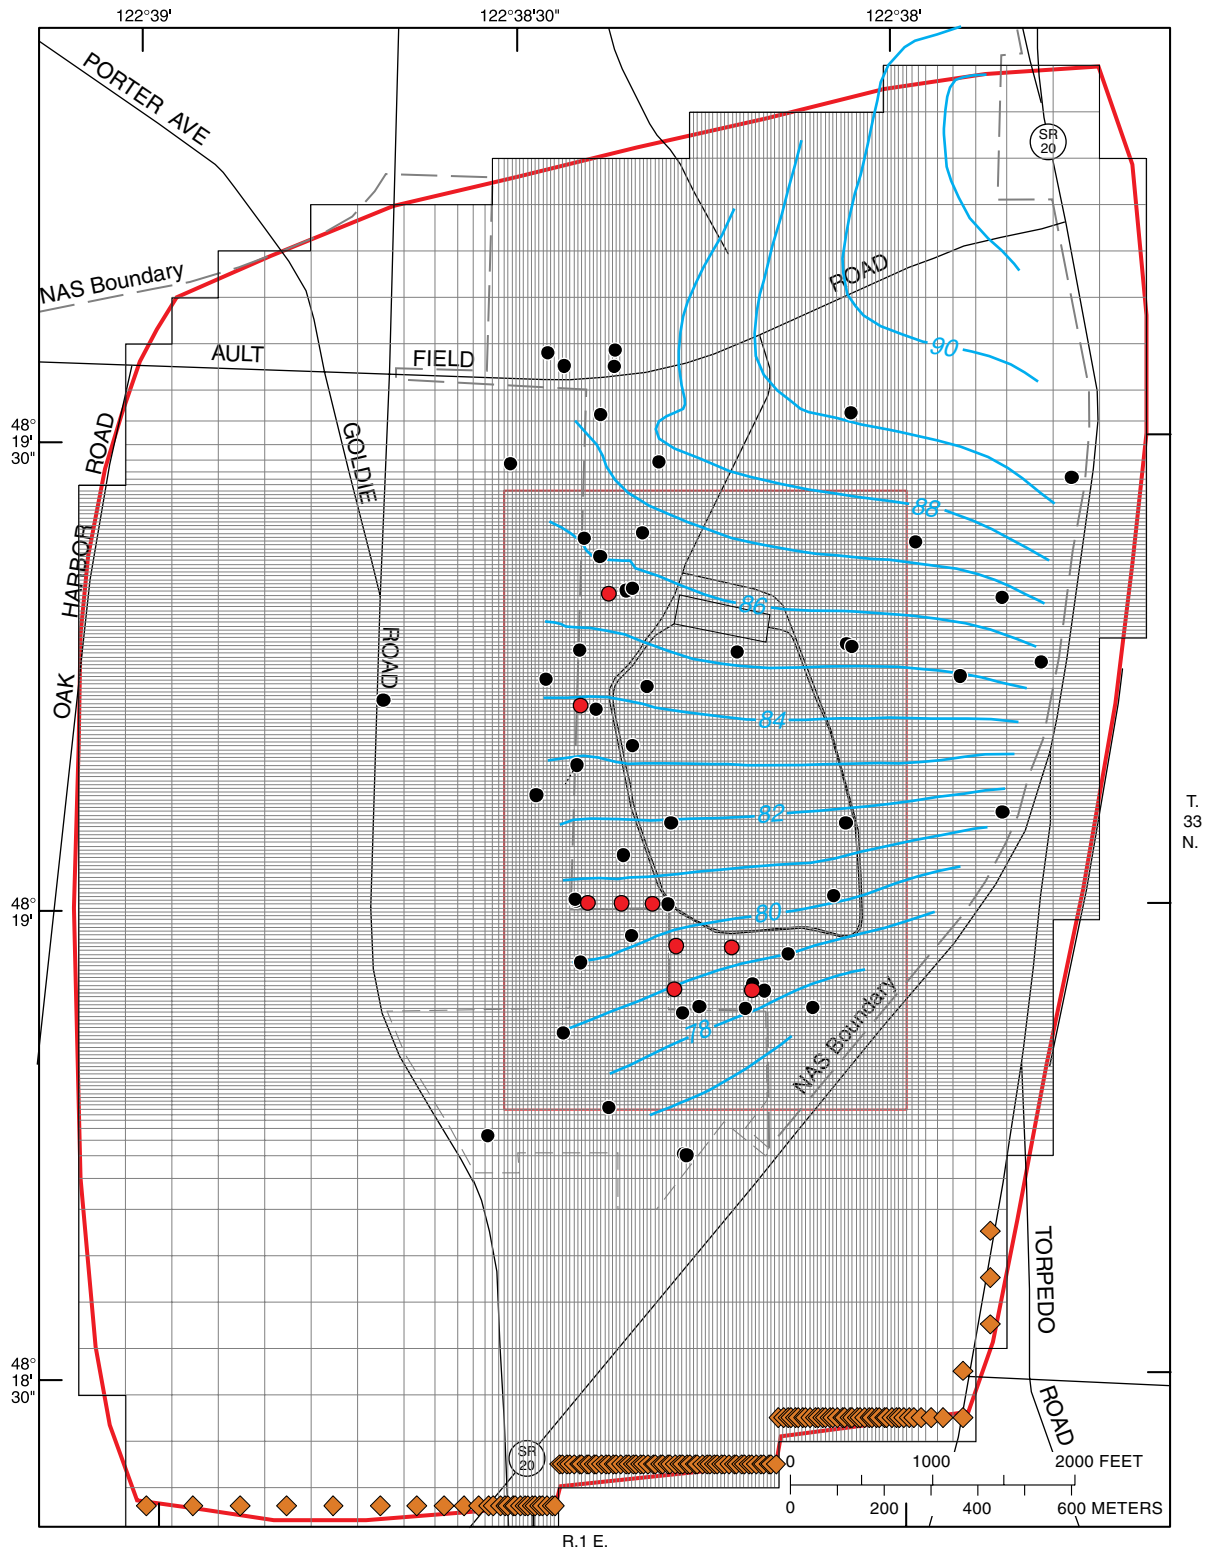 122°39'
122°38'30"
122°38'
PORTER AVE
SR
20
NAS Boundary
ROAD
AULT
FIELD
90
48°
19'
30"
ROAD
GOLDIE
88
HARBOR
86
ROAD
OAK
84
82
T.
33
N.
48°
19'
80
78
NAS Boundary
TORPEDO
48°
18'
30"
ROAD
SR
20
0 1000 2000 FEET
0 200 400 600 METERS
R.1 E.